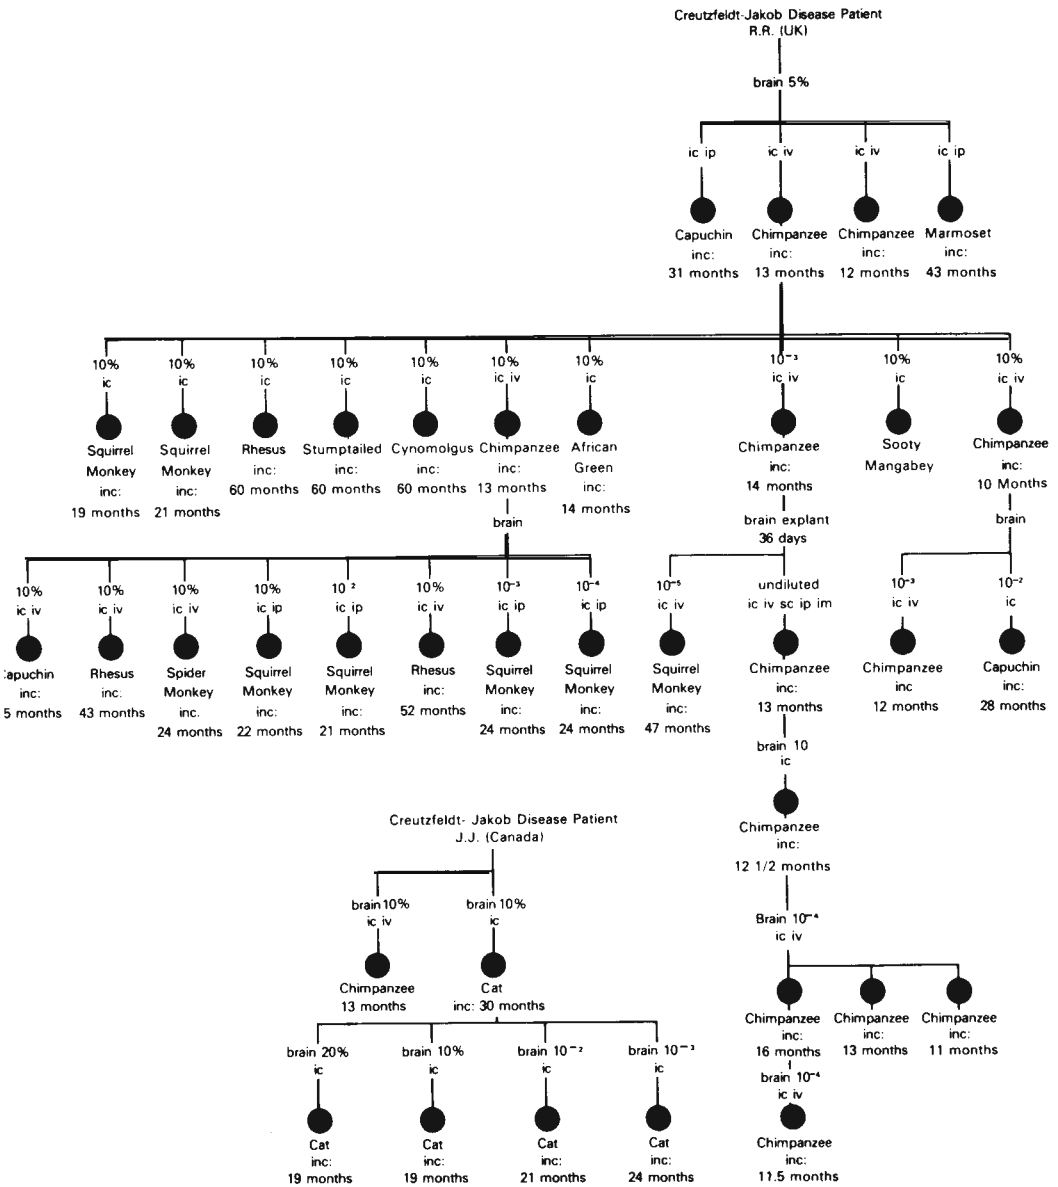 Creutzfeldt-Jakob Disease Patient
R.R. (UK)
brain 5%
ic ip ic iv ic iv ic ip
Capuchin Chimpanzee Chimpanzee Marmoset
inc: inc: inc: inc:
31 months 13 months 12 months 43 months
10% 10% 10% 10% 10% 10% 10% 10⁻³ 10% 10%
ic ic ic ic ic ic iv ic ic iv ic ic iv
Squirrel Squirrel Rhesus Stumptailed Cynomolgus Chimpanzee African Chimpanzee Sooty Chimpanzee
Monkey Monkey inc: inc: inc: inc: Green inc: Mangabey inc:
inc: inc: 60 months 60 months 60 months 13 months inc: 14 months 10 Months
19 months 21 months 14 months
brain brain explant brain
36 days
10% 10% 10% 10% 10⁻² 10% 10⁻³ 10⁻⁴ 10⁻⁵ undiluted 10⁻³ 10⁻²
ic iv ic iv ic iv ic ip ic ip ic iv ic ip ic ip ic iv ic iv sc ip im ic iv ic
apuchin Rhesus Spider Squirrel Squirrel Rhesus Squirrel Squirrel Squirrel Chimpanzee Chimpanzee Capuchin
inc: inc: Monkey Monkey Monkey inc: Monkey Monkey Monkey inc: inc inc:
5 months 43 months inc. inc: inc: 52 months inc: inc: inc: 13 months 12 months 28 months
24 months 22 months 21 months 24 months 24 months 47 months
brain 10
ic
Chimpanzee
inc:
12 1/2 months
Brain 10⁻⁴
ic iv
Chimpanzee Chimpanzee Chimpanzee
inc: inc: inc:
16 months 13 months 11 months
brain 10⁻⁴
ic iv
Chimpanzee
inc:
11.5 months
Creutzfeldt- Jakob Disease Patient
J.J. (Canada)
brain 10% brain 10%
ic iv ic
Chimpanzee Cat
13 months inc: 30 months
brain 20% brain 10% brain 10⁻² brain 10⁻³
ic ic ic ic
Cat Cat Cat Cat
inc: inc: inc: inc:
19 months 19 months 21 months 24 months